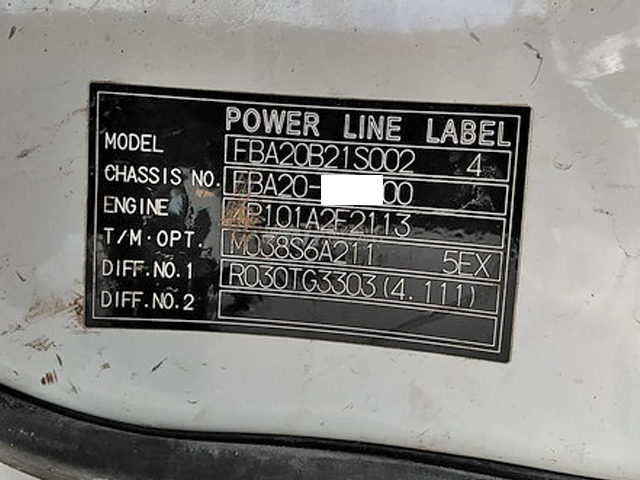 POWER LINE LABEL
MODEL FBA20B21S002 4
CHASSIS NO. FBA20- 00
ENGINE 4P101A2E2113
T/M·OPT. M038S6A211 5EX
DIFF.NO.1 R030TG3303(4.111)
DIFF.NO.2